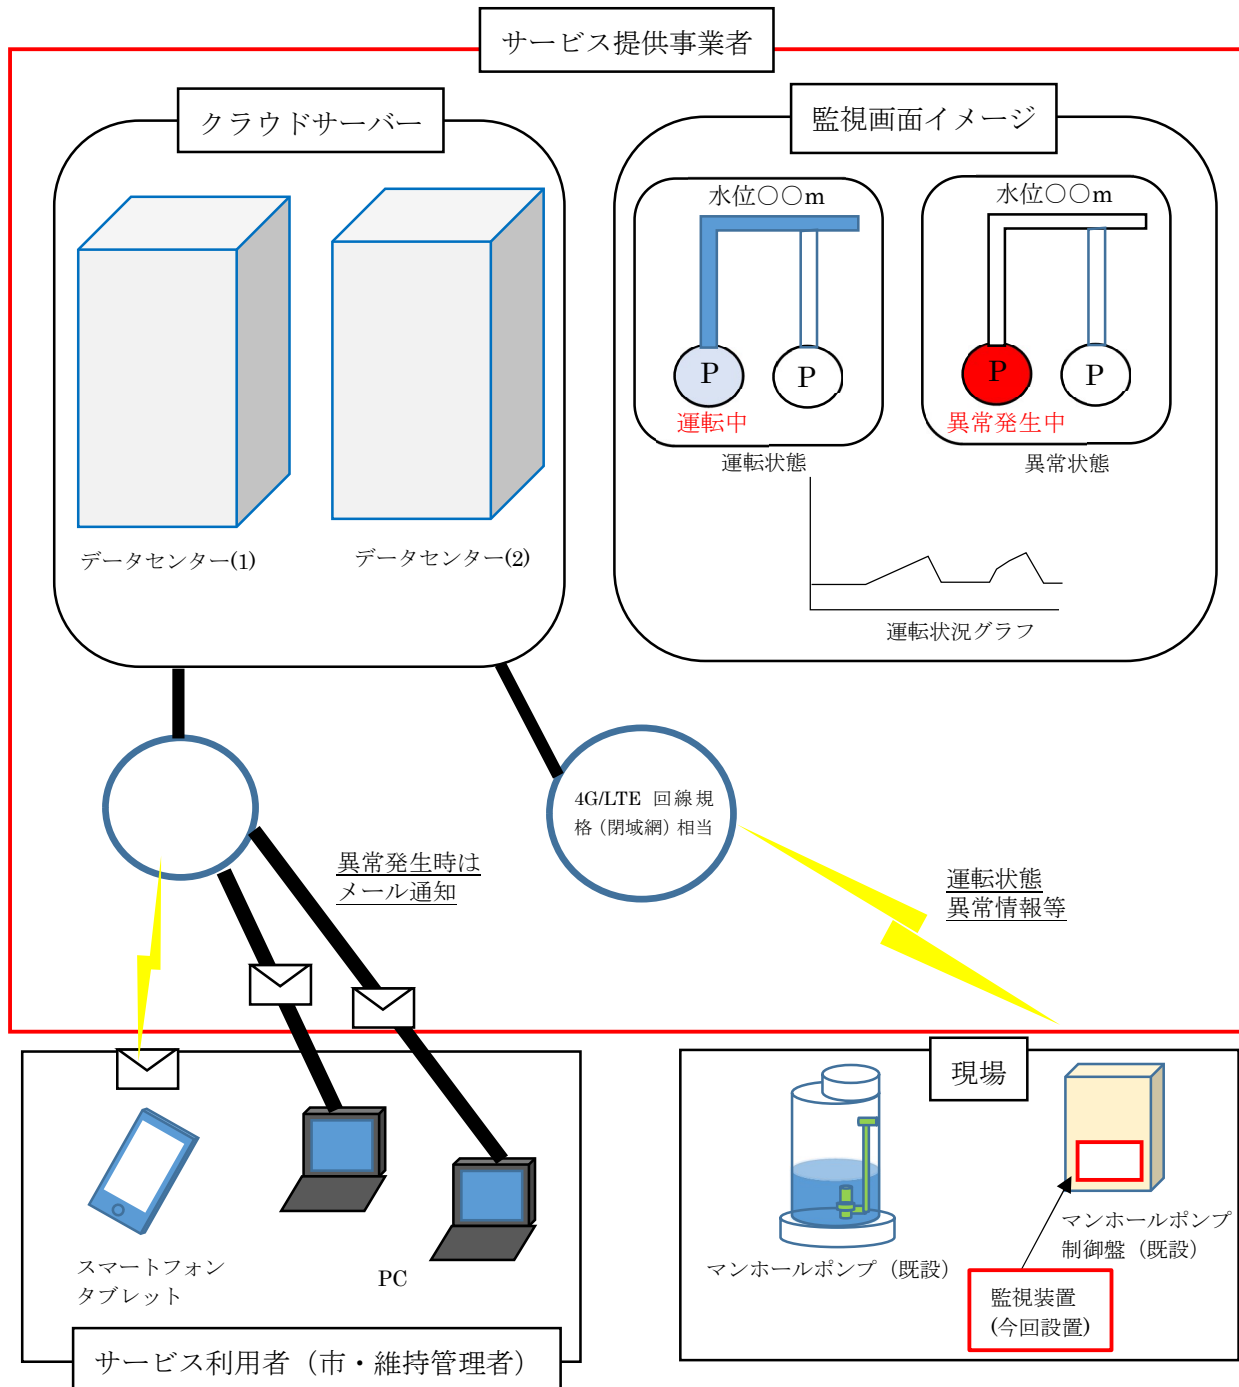 サービス提供事業者
クラウドサーバー
監視画面イメージ
水位〇〇m
水位〇〇m
P
P
P
P
運転中
異常発生中
運転状態
異常状態
データセンター(1)
データセンター(2)
運転状況グラフ
4G/LTE 回線規
格（閉域網）相当
異常発生時は
メール通知
運転状態
異常情報等
現場
スマートフォン
タブレット
PC
マンホールポンプ（既設）
マンホールポンプ
制御盤（既設）
監視装置
(今回設置)
サービス利用者（市・維持管理者）